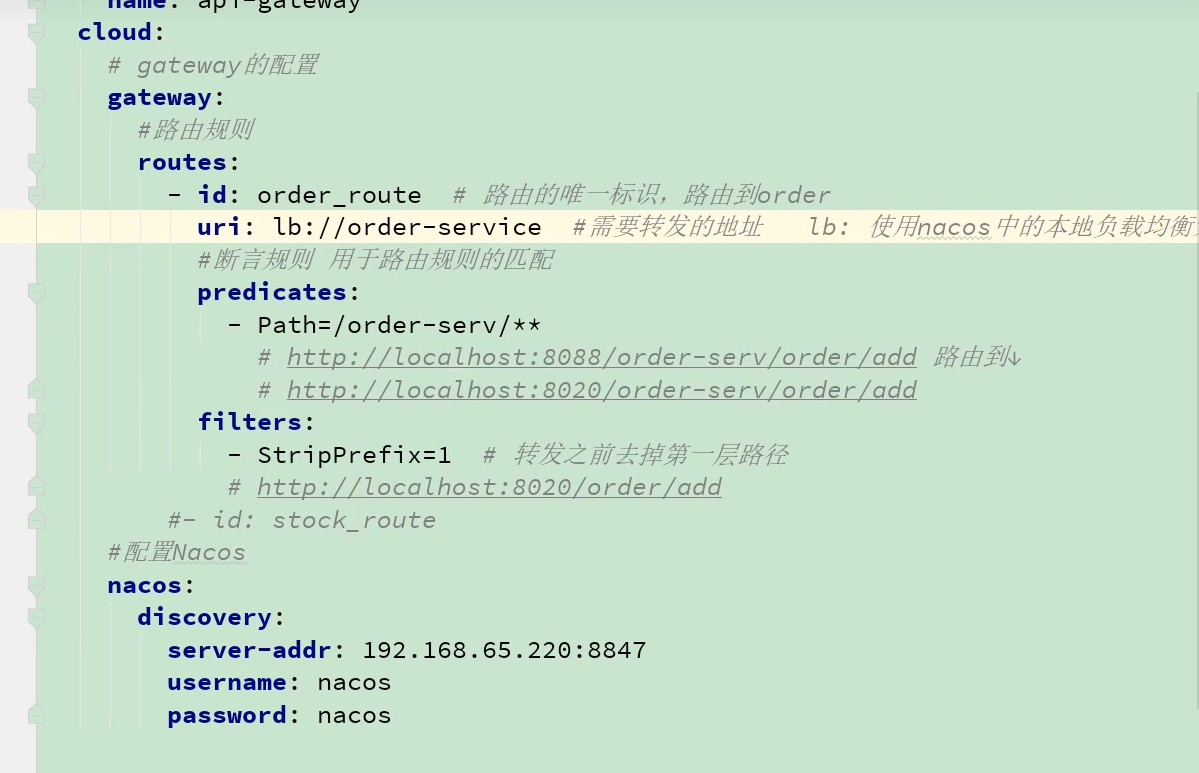 name: api-gateway
cloud:
# gateway的配置
gateway:
#路由规则
routes:
- id: order_route  # 路由的唯一标识，路由到order
uri: lb://order-service  #需要转发的地址   lb: 使用nacos中的本地负载均衡
#断言规则 用于路由规则的匹配
predicates:
- Path=/order-serv/**
# http://localhost:8088/order-serv/order/add 路由到↓
# http://localhost:8020/order-serv/order/add
filters:
- StripPrefix=1  # 转发之前去掉第一层路径
# http://localhost:8020/order/add
#- id: stock_route
#配置Nacos
nacos:
discovery:
server-addr: 192.168.65.220:8847
username: nacos
password: nacos